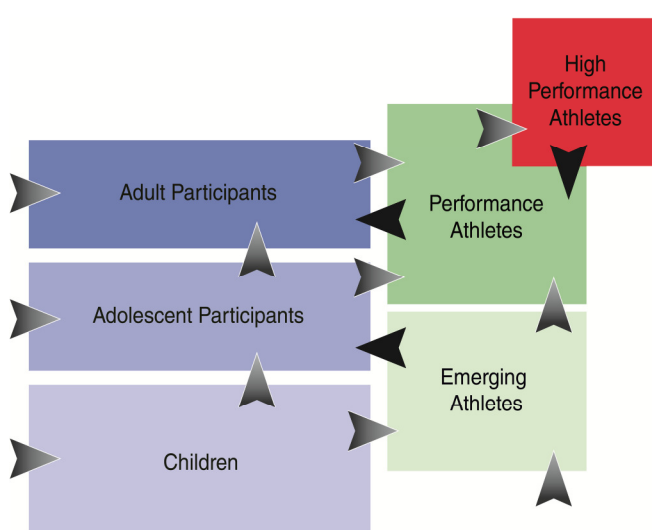 High
Performance
Athletes
Adult Participants
Performance
Athletes
Adolescent Participants
Emerging
Athletes
Children